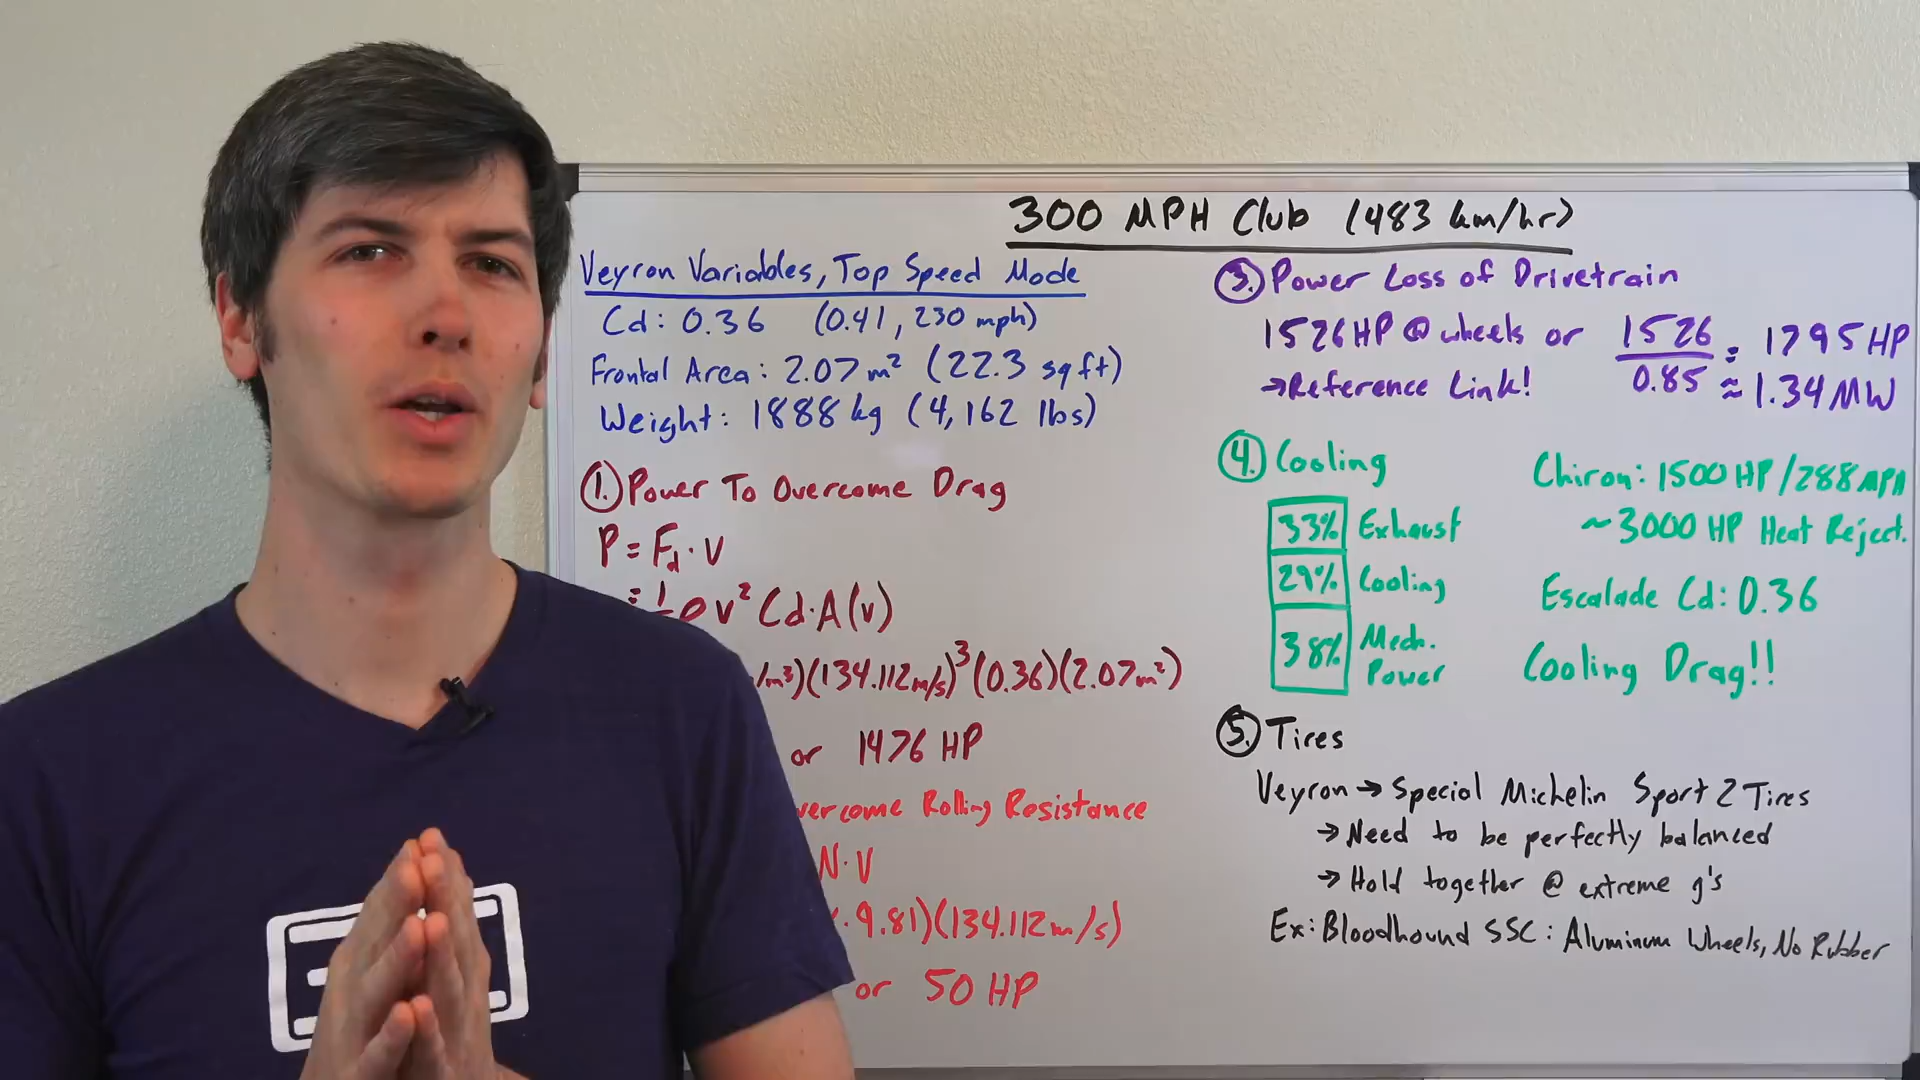 300 MPH Club (483 km/hr)
Veyron Variables, Top Speed Mode
Cd: 0.36 (0.41, 230 mph)
Frontal Area: 2.07 m² (22.3 sq ft)
Weight: 1888 kg (4,162 lbs)
①. Power To Overcome Drag
P = Fd · v
ρ v² Cd · A (v)
/m³)(134.112 m/s)³(0.36)(2.07 m²)
or 1476 HP
vercome Rolling Resistance
N · V
· 9.81)(134.112 m/s)
or 50 HP
③. Power Loss of Drivetrain
1526 HP @ wheels or 1526 / 0.85 = 1795 HP
→ Reference Link! ≈ 1.34 MW
④. Cooling
33% Exhaust
29% Cooling
38% Mech. Power
Chiron: 1500 HP / 288 MPH
~3000 HP Heat Reject.
Escalade Cd: 0.36
Cooling Drag!!
⑤. Tires
Veyron → Special Michelin Sport 2 Tires
→ Need to be perfectly balanced
→ Hold together @ extreme g's
Ex: Bloodhound SSC: Aluminum Wheels, No Rubber